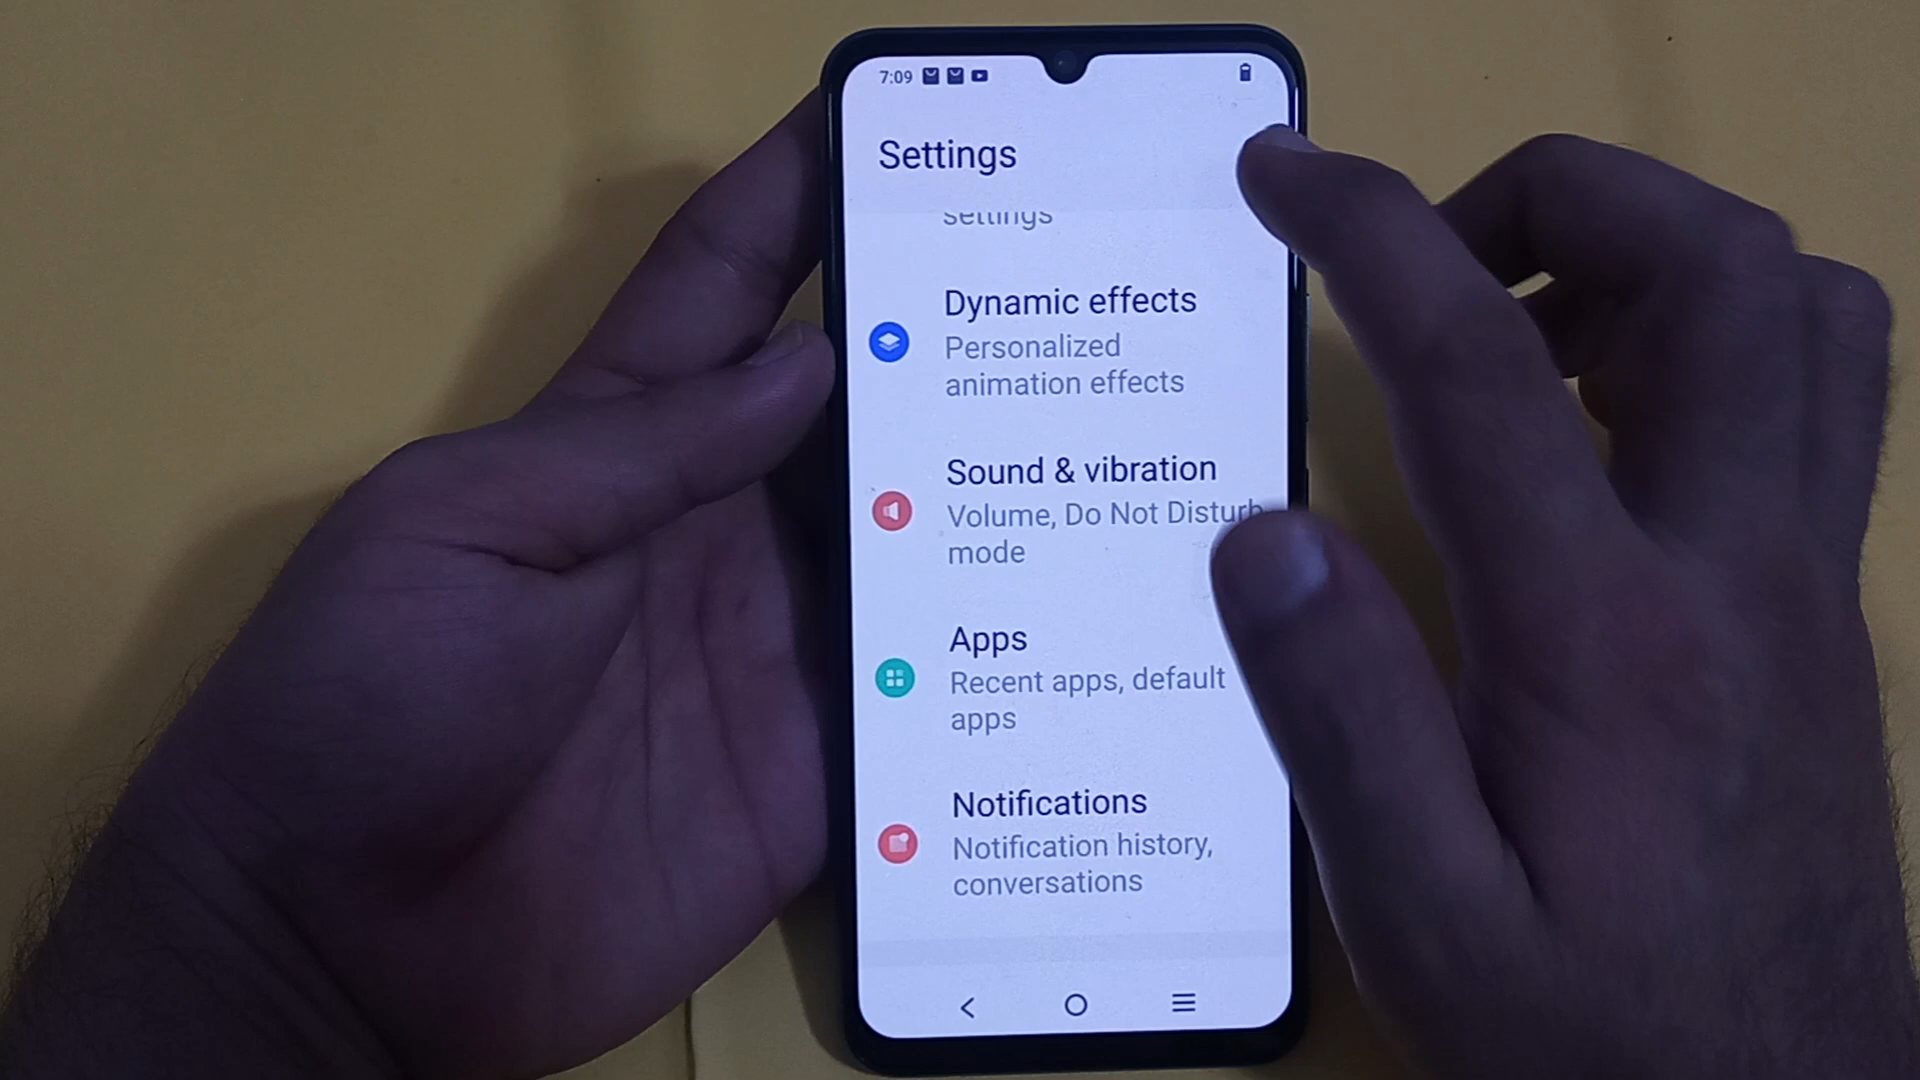 7:09
Settings
settings
Dynamic effects
Personalized
animation effects
Sound & vibration
Volume, Do Not Disturb
mode
Apps
Recent apps, default
apps
Notifications
Notification history,
conversations